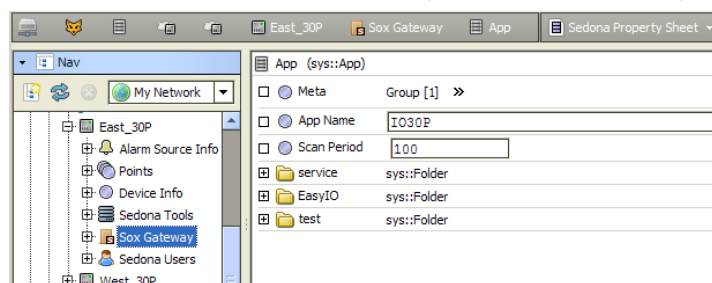 East_30P Sox Gateway App Sedona Property Sheet
Nav
My Network
East_30P
Alarm Source Info
Points
Device Info
Sedona Tools
Sox Gateway
Sedona Users
West_30P
App (sys::App)
Meta Group [1] »
App Name IO30P
Scan Period 100
service sys::Folder
EasyIO sys::Folder
test sys::Folder